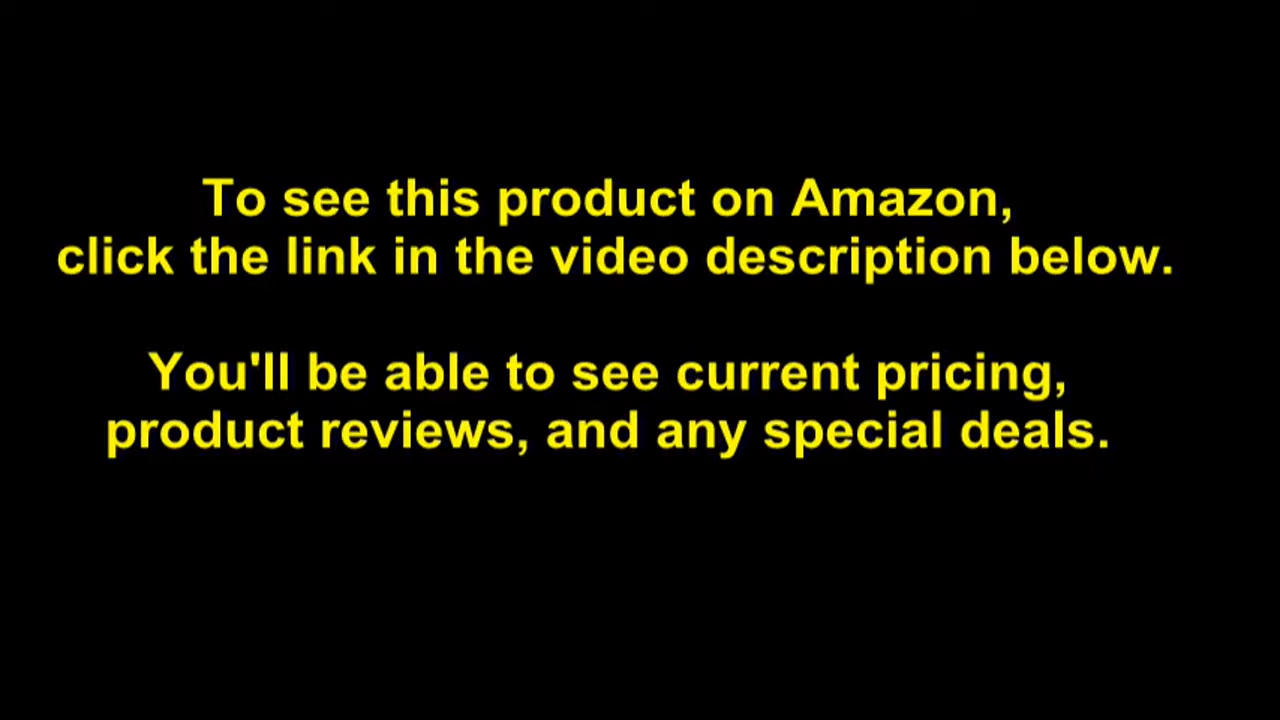 To see this product on Amazon,
click the link in the video description below.
You'll be able to see current pricing,
product reviews, and any special deals.